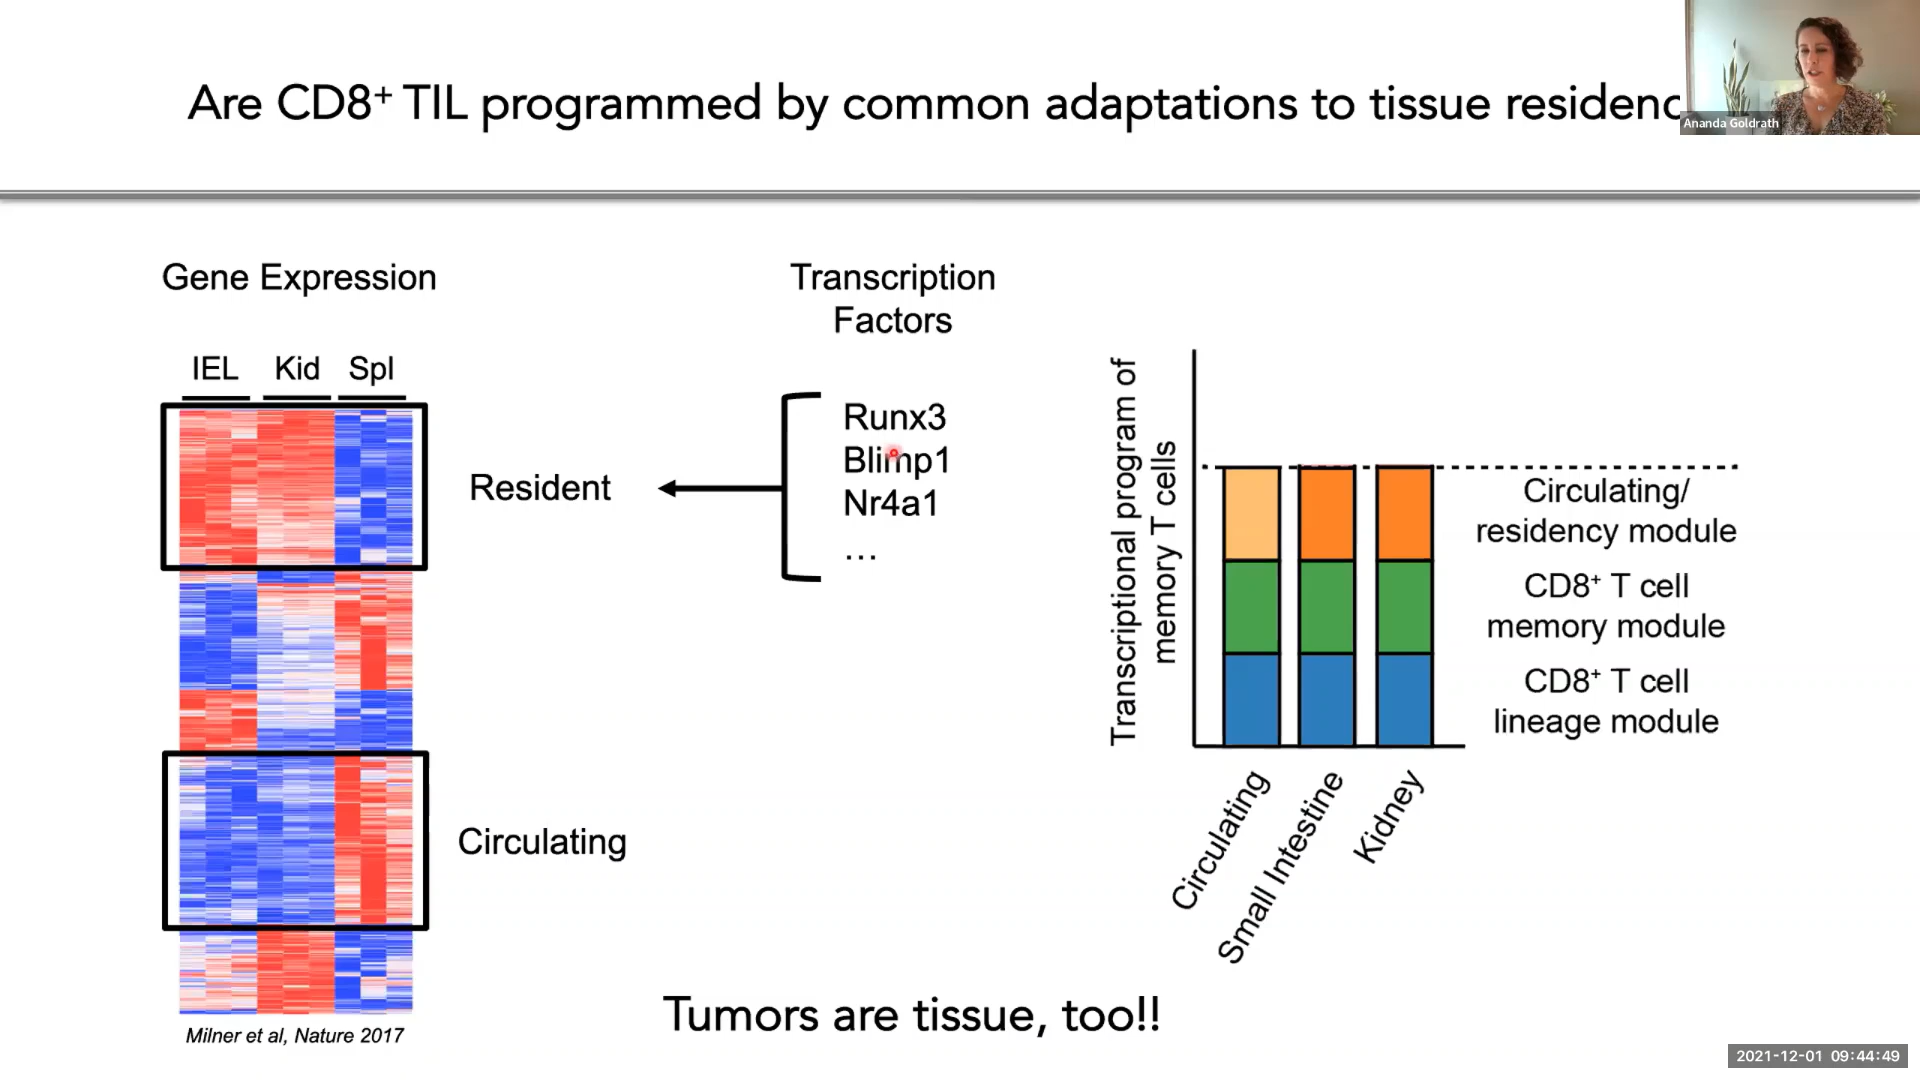 Are CD8⁺ TIL programmed by common adaptations to tissue residenc
Ananda Goldrath
Gene Expression
IEL Kid Spl
Resident
Circulating
Milner et al, Nature 2017
Transcription
Factors
Runx3
Blimp1
Nr4a1
...
Transcriptional program of
memory T cells
Circulating/
residency module
CD8⁺ T cell
memory module
CD8⁺ T cell
lineage module
Circulating
Small Intestine
Kidney
Tumors are tissue, too!!
2021-12-01 09:44:49